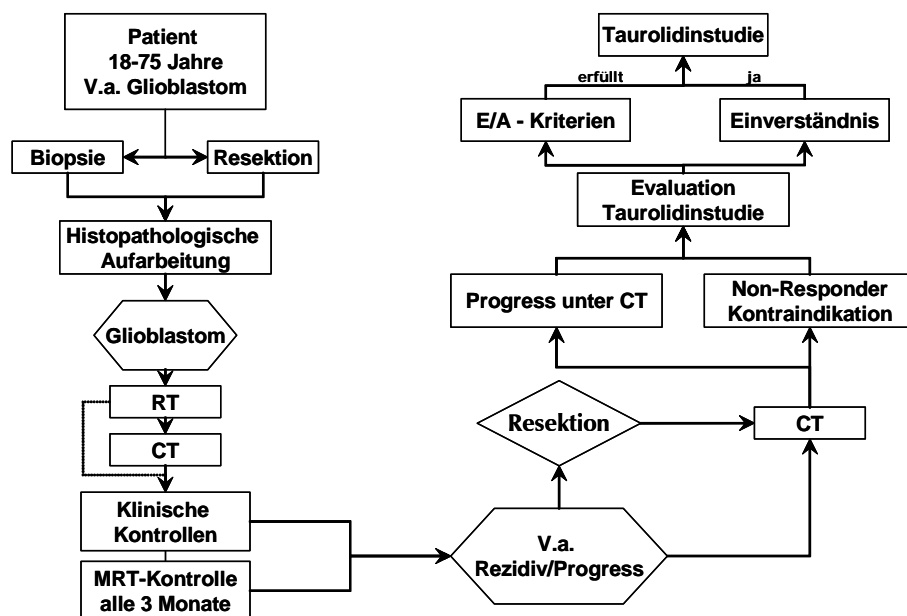 Patient
18-75 Jahre
V.a. Glioblastom
Biopsie
Resektion
Histopathologische
Aufarbeitung
Glioblastom
RT
CT
Klinische
Kontrollen
MRT-Kontrolle
alle 3 Monate
V.a.
Rezidiv/Progress
Resektion
CT
Progress unter CT
Non-Responder
Kontraindikation
Evaluation
Taurolidinstudie
E/A - Kriterien
Einverständnis
erfüllt
ja
Taurolidinstudie